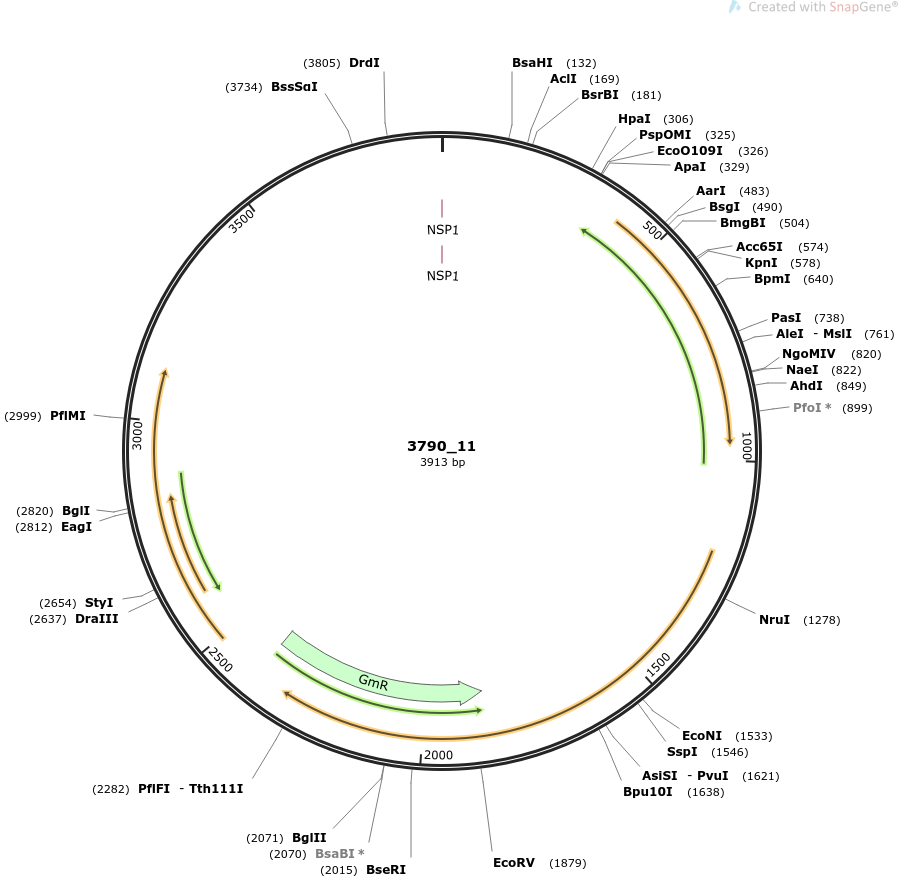 Created with SnapGene®
(3805) DrdI
(3734) BssSαI
BsaHI (132)
AclI (169)
BsrBI (181)
HpaI (306)
PspOMI (325)
EcoO109I (326)
ApaI (329)
AarI (483)
BsgI (490)
BmgBI (504)
Acc65I (574)
KpnI (578)
BpmI (640)
PasI (738)
AleI - MslI (761)
NgoMIV (820)
NaeI (822)
AhdI (849)
PfoI * (899)
NSP1
NSP1
500
1000
1500
2000
2500
3000
3500
3790_11
3913 bp
(2999) PflMI
(2820) BglI
(2812) EagI
(2654) StyI
(2637) DraIII
GmR
NruI (1278)
EcoNI (1533)
SspI (1546)
AsiSI - PvuI (1621)
Bpu10I (1638)
(2282) PflFI - Tth111I
(2071) BglII
(2070) BsaBI *
(2015) BseRI
EcoRV (1879)